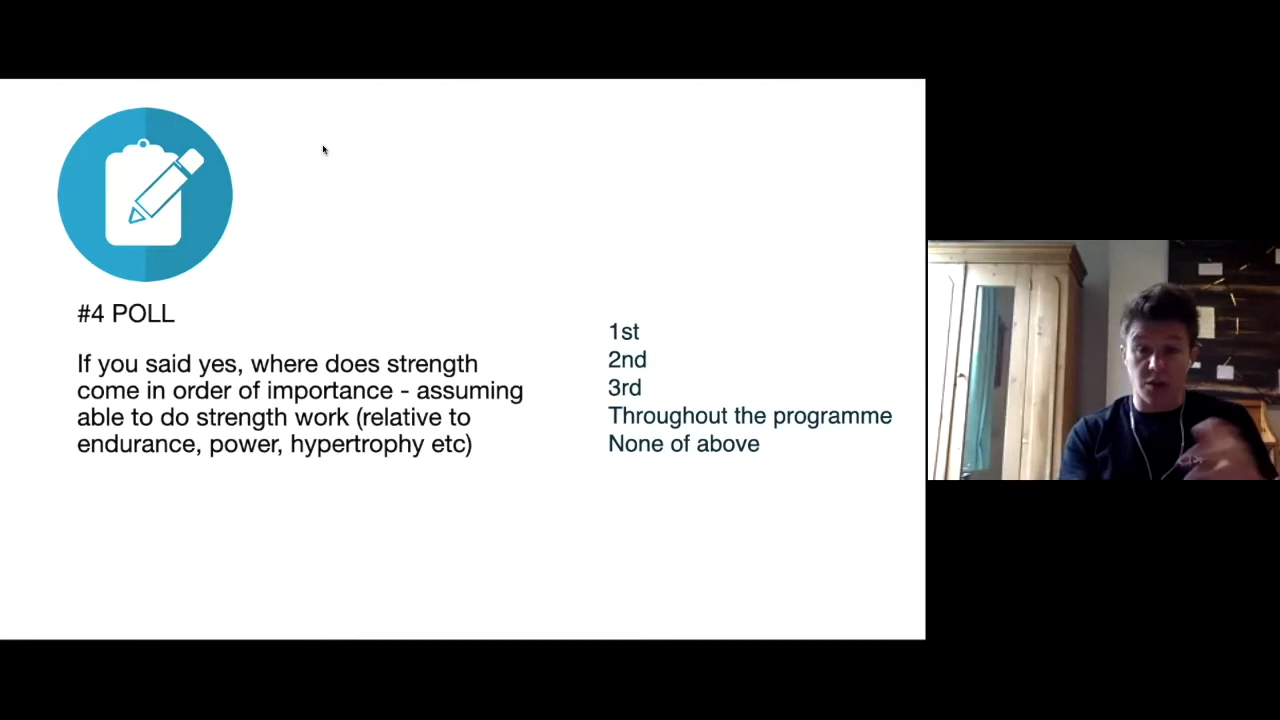 #4 POLL
If you said yes, where does strength
come in order of importance - assuming
able to do strength work (relative to
endurance, power, hypertrophy etc)
1st
2nd
3rd
Throughout the programme
None of above